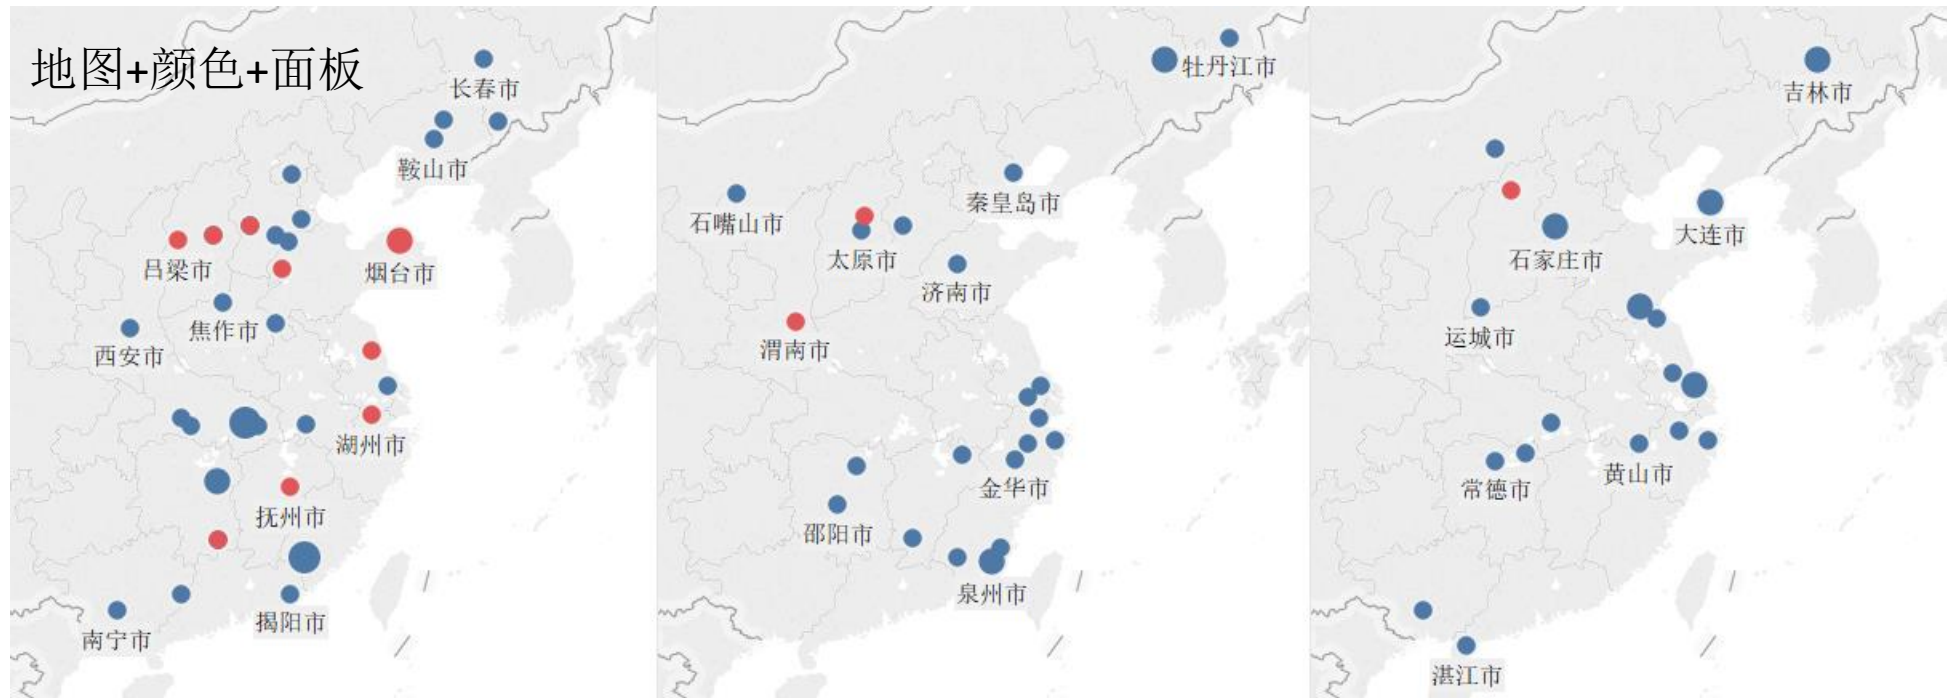 地图+颜色+面板
长春市
鞍山市
吕梁市
烟台市
焦作市
西安市
湖州市
抚州市
揭阳市
南宁市
牡丹江市
秦皇岛市
石嘴山市
太原市
济南市
渭南市
金华市
邵阳市
泉州市
吉林市
大连市
石家庄市
运城市
黄山市
常德市
湛江市